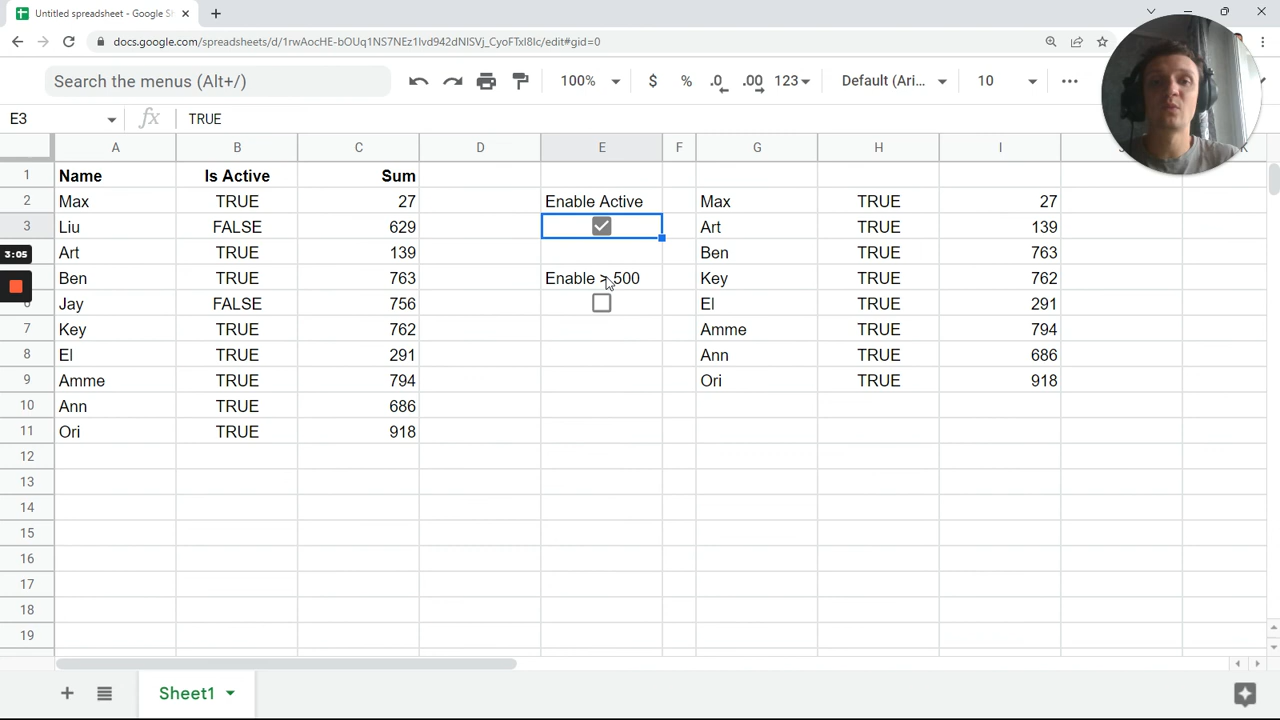 Untitled spreadsheet - Google Sh
docs.google.com/spreadsheets/d/1rwAocHE-bOUq1NS7NEz1lvd942dNlSVj_CyoFTxI8lc/edit#gid=0
Search the menus (Alt+/)
100% $ % .0 .00 123 Default (Ari... 10
E3 fx TRUE
A B C D E F G H I K
1 Name Is Active Sum
2 Max TRUE 27 Enable Active Max TRUE 27
3 Liu FALSE 629 Art TRUE 139
3:05 Art TRUE 139 Ben TRUE 763
Ben TRUE 763 Enable > 500 Key TRUE 762
6 Jay FALSE 756 El TRUE 291
7 Key TRUE 762 Amme TRUE 794
8 El TRUE 291 Ann TRUE 686
9 Amme TRUE 794 Ori TRUE 918
10 Ann TRUE 686
11 Ori TRUE 918
12
13
14
15
16
17
18
19
Sheet1